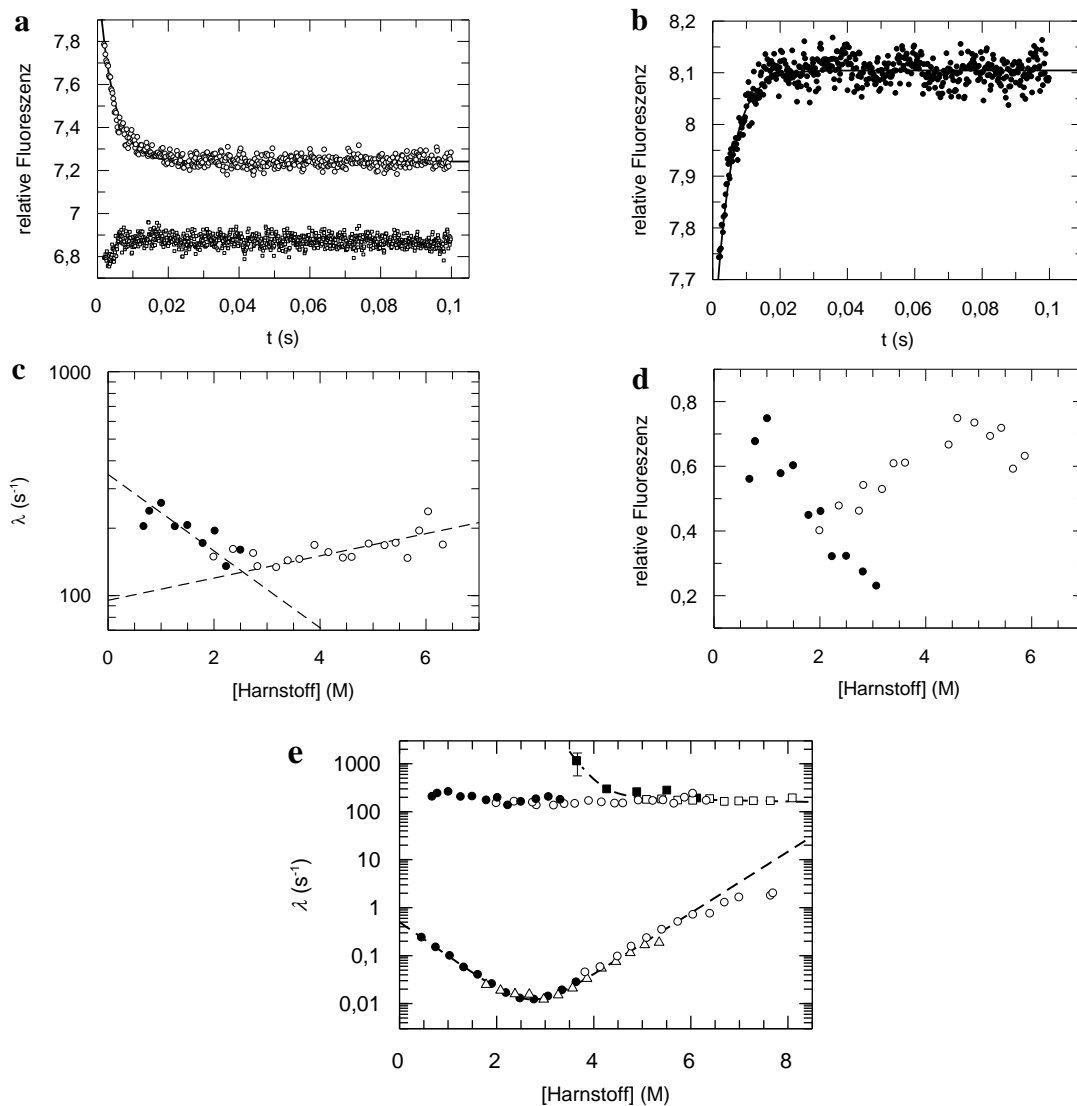 a
relative Fluoreszenz
7,8
7,6
7,4
7,2
7
6,8
0 0,02 0,04 0,06 0,08 0,1
t (s)
b
relative Fluoreszenz
8,2
8,1
8
7,9
7,8
7,7
0 0,02 0,04 0,06 0,08 0,1
t (s)
c
λ (s-1)
1000
100
0 2 4 6
[Harnstoff] (M)
d
relative Fluoreszenz
0,8
0,6
0,4
0,2
0 2 4 6
[Harnstoff] (M)
e
λ (s-1)
1000
100
10
1
0,1
0,01
0 2 4 6 8
[Harnstoff] (M)